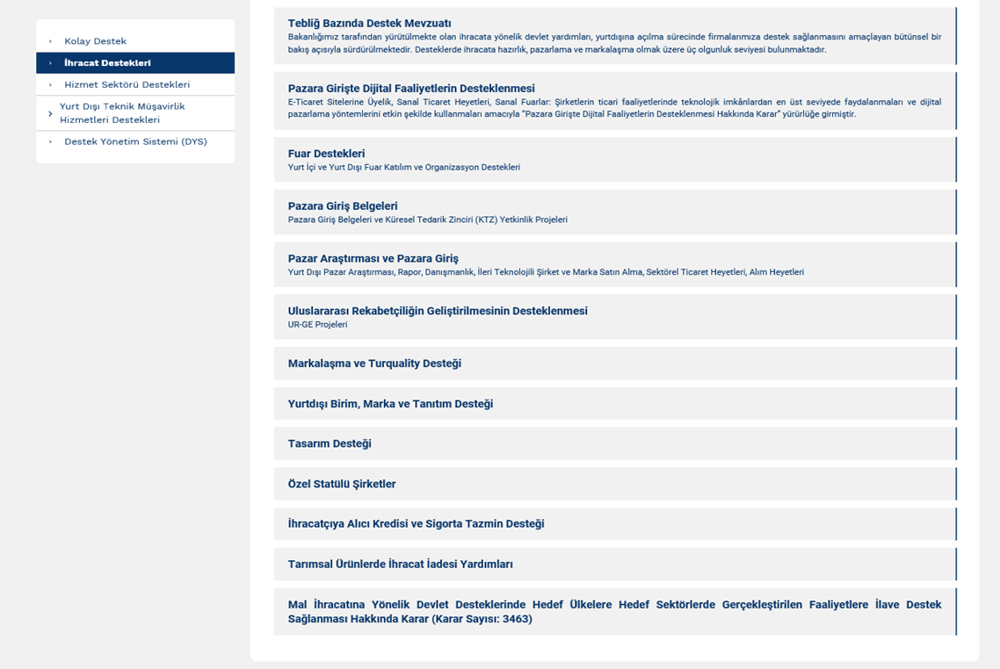 Kolay Destek
İhracat Destekleri
Hizmet Sektörü Destekleri
Yurt Dışı Teknik Müşavirlik
Hizmetleri Destekleri
Destek Yönetim Sistemi (DYS)
Tebliğ Bazında Destek Mevzuatı
Bakanlığımız tarafından yürütülmekte olan ihracata yönelik devlet yardımları, yurtdışına açılma sürecinde firmalarımıza destek sağlanmasını amaçlayan bütünsel bir
bakış açısıyla sürdürülmektedir. Desteklerde ihracata hazırlık, pazarlama ve markalaşma olmak üzere üç olgunluk seviyesi bulunmaktadır.
Pazara Girişte Dijital Faaliyetlerin Desteklenmesi
E-Ticaret Sitelerine Üyelik, Sanal Ticaret Heyetleri, Sanal Fuarlar: Şirketlerin ticari faaliyetlerinde teknolojik imkânlardan en üst seviyede faydalanmaları ve dijital
pazarlama yöntemlerini etkin şekilde kullanmaları amacıyla “Pazara Girişte Dijital Faaliyetlerin Desteklenmesi Hakkında Karar” yürürlüğe girmiştir.
Fuar Destekleri
Yurt İçi ve Yurt Dışı Fuar Katılım ve Organizasyon Destekleri
Pazara Giriş Belgeleri
Pazara Giriş Belgeleri ve Küresel Tedarik Zinciri (KTZ) Yetkinlik Projeleri
Pazar Araştırması ve Pazara Giriş
Yurt Dışı Pazar Araştırması, Rapor, Danışmanlık, İleri Teknolojili Şirket ve Marka Satın Alma, Sektörel Ticaret Heyetleri, Alım Heyetleri
Uluslararası Rekabetçiliğin Geliştirilmesinin Desteklenmesi
UR-GE Projeleri
Markalaşma ve Turquality Desteği
Yurtdışı Birim, Marka ve Tanıtım Desteği
Tasarım Desteği
Özel Statülü Şirketler
İhracatçıya Alıcı Kredisi ve Sigorta Tazmin Desteği
Tarımsal Ürünlerde İhracat İadesi Yardımları
Mal İhracatına Yönelik Devlet Desteklerinde Hedef Ülkelere Hedef Sektörlerde Gerçekleştirilen Faaliyetlere İlave Destek
Sağlanması Hakkında Karar (Karar Sayısı: 3463)